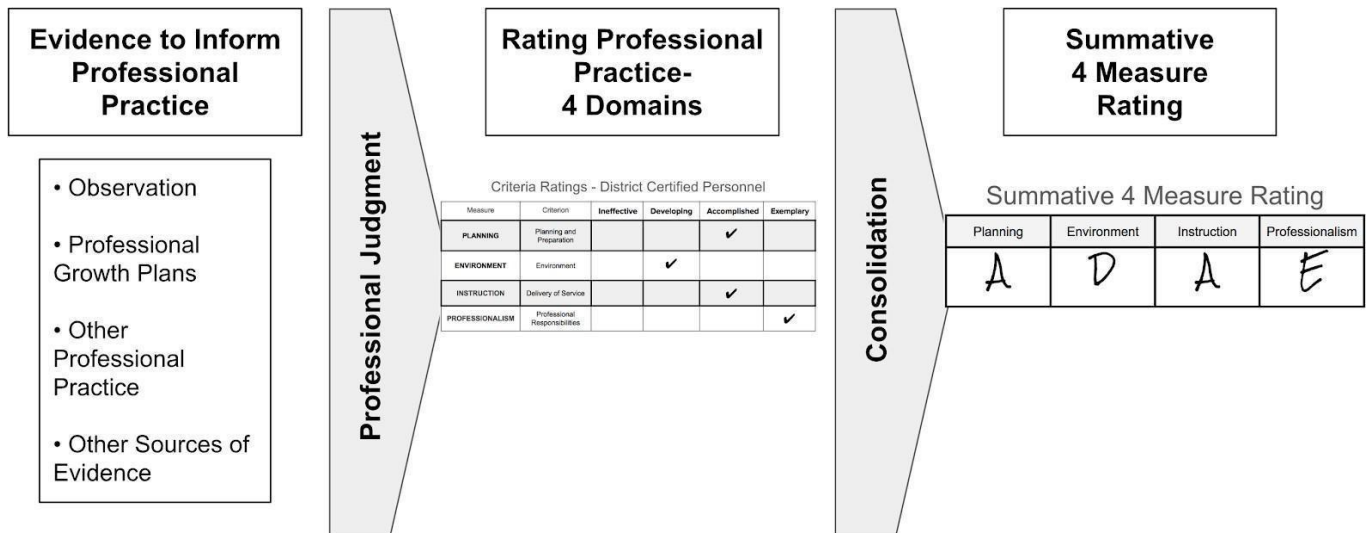 Evidence to Inform
Professional
Practice
• Observation
• Professional
Growth Plans
• Other
Professional
Practice
• Other Sources of
Evidence
Professional Judgment
Rating Professional
Practice-
4 Domains
Criteria Ratings - District Certified Personnel
Measure Criterion Ineffective Developing Accomplished Exemplary
PLANNING Planning and
Preparation ✔
ENVIRONMENT Environment ✔
INSTRUCTION Delivery of Service ✔
PROFESSIONALISM Professional
Responsibilities ✔
Consolidation
Summative
4 Measure
Rating
Summative 4 Measure Rating
Planning Environment Instruction Professionalism
A D A E